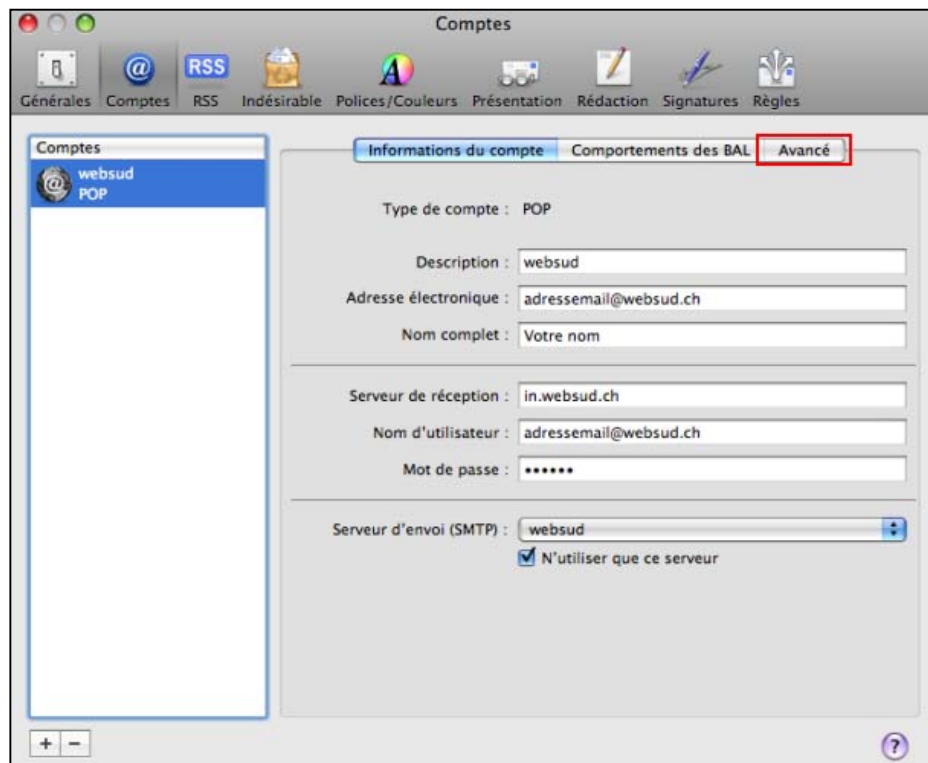 Comptes
RSS
Générales Comptes RSS Indésirable Polices/Couleurs Présentation Rédaction Signatures Règles
Comptes
websud
POP
Informations du compte Comportements des BAL Avancé
Type de compte : POP
Description : websud
Adresse électronique : adressemail@websud.ch
Nom complet : Votre nom
Serveur de réception : in.websud.ch
Nom d'utilisateur : adressemail@websud.ch
Mot de passe : ••••••
Serveur d'envoi (SMTP) : websud
N'utiliser que ce serveur